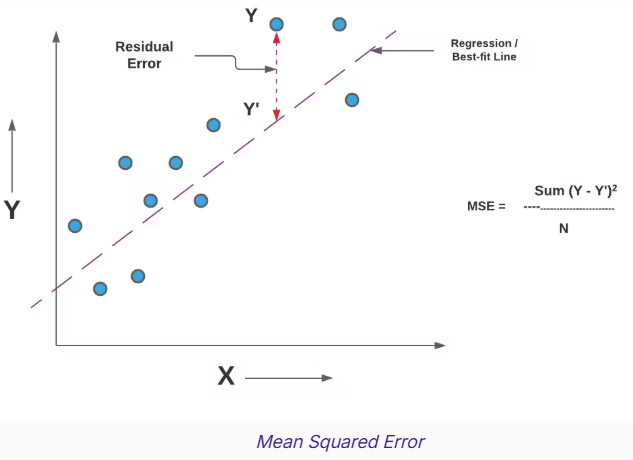 Y
Residual
Error
Regression /
Best-fit Line
Y'
Y
Sum (Y - Y')²
MSE = ----------------------------
N
X
Mean Squared Error